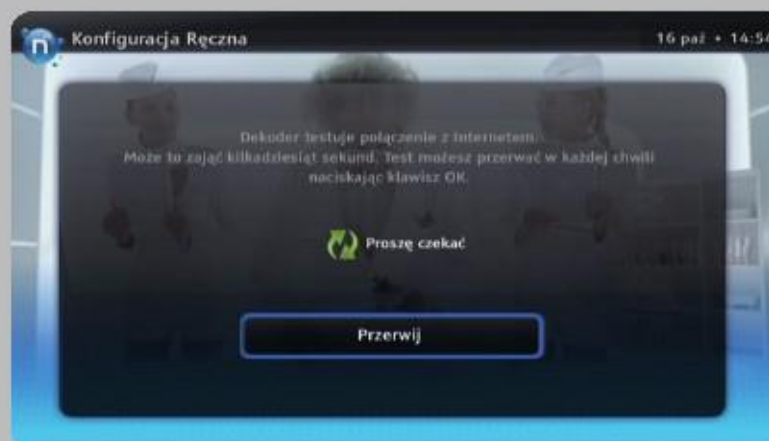 n Konfiguracja Ręczna 16 paź • 14:54
Dekoder testuje połączenie z Internetem.
Może to zająć kilkadziesiąt sekund. Test możesz przerwać w każdej chwili
naciskając klawisz OK.
Proszę czekać
Przerwij